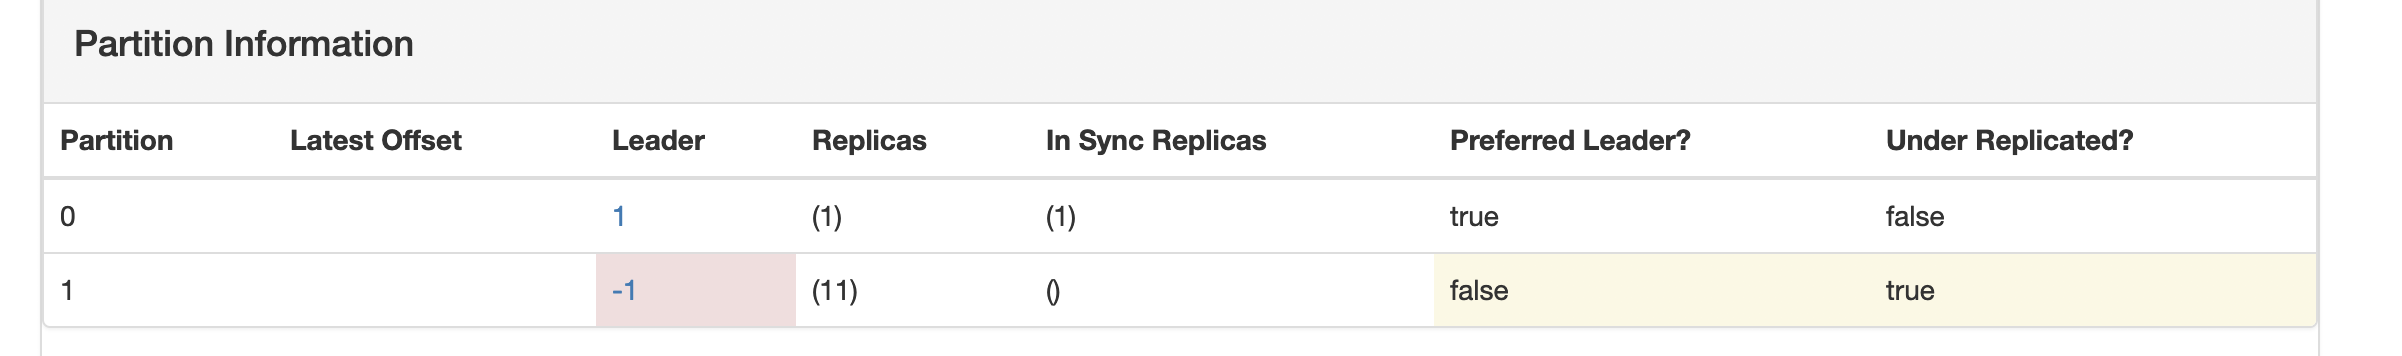 Partition Information
Partition Latest Offset Leader Replicas In Sync Replicas Preferred Leader? Under Replicated?
0 1 (1) (1) true false
1 -1 (11) () false true